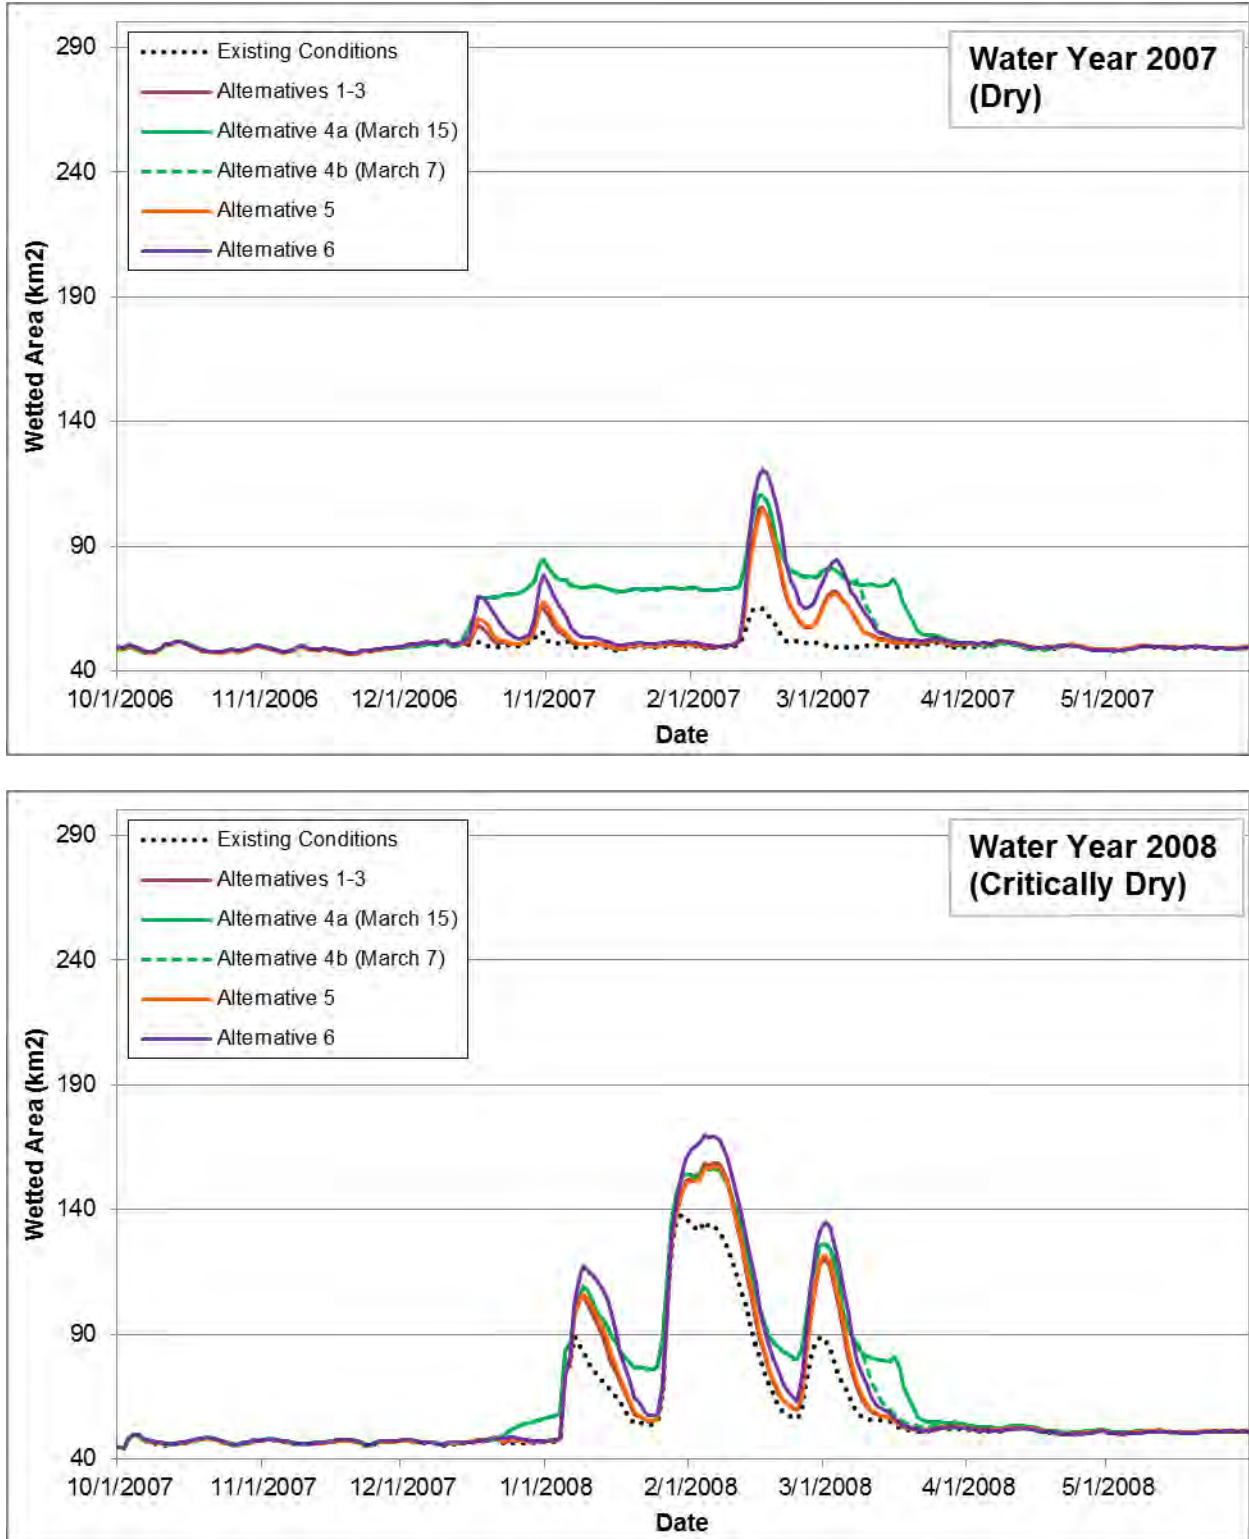 290
240
190
140
90
40
Wetted Area (km2)
Existing Conditions
Alternatives 1-3
Alternative 4a (March 15)
Alternative 4b (March 7)
Alternative 5
Alternative 6
Water Year 2007
(Dry)
10/1/2006 11/1/2006 12/1/2006 1/1/2007 2/1/2007 3/1/2007 4/1/2007 5/1/2007
Date
290
240
190
140
90
40
Wetted Area (km2)
Existing Conditions
Alternatives 1-3
Alternative 4a (March 15)
Alternative 4b (March 7)
Alternative 5
Alternative 6
Water Year 2008
(Critically Dry)
10/1/2007 11/1/2007 12/1/2007 1/1/2008 2/1/2008 3/1/2008 4/1/2008 5/1/2008
Date